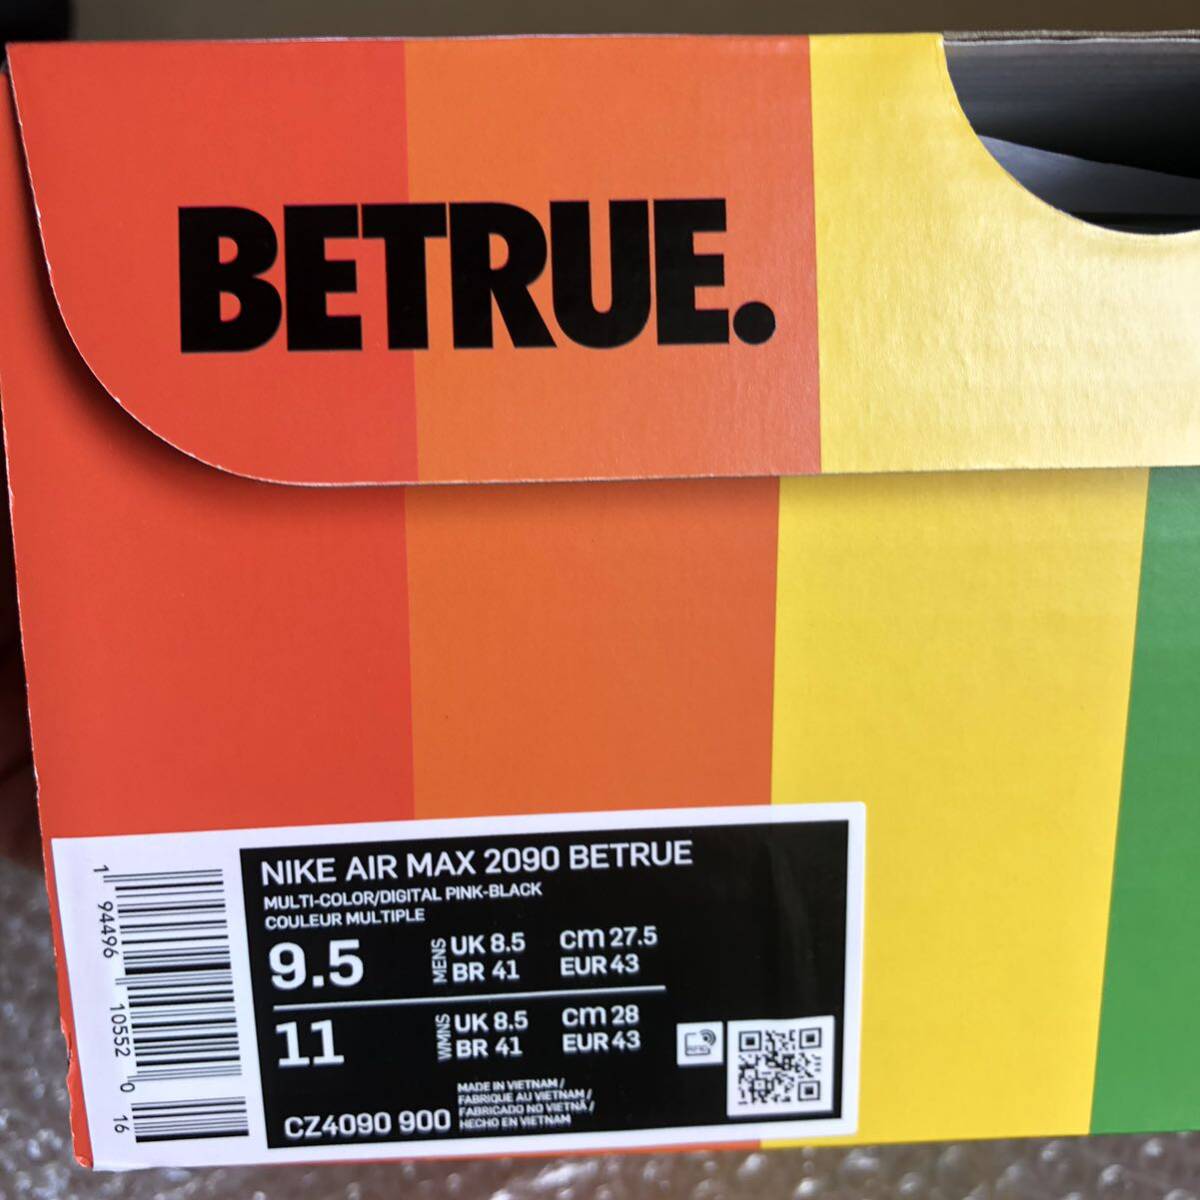 BETRUE.
NIKE AIR MAX 2090 BETRUE
MULTI-COLOR/DIGITAL PINK-BLACK
COULEUR MULTIPLE
9.5 MENS UK 8.5 cm 27.5
BR 41 EUR 43
11 WMNS UK 8.5 cm 28
BR 41 EUR 43
MADE IN VIETNAM /
FABRIQUE AU VIETNAM /
FABRICADO NO VIETNÃ /
HECHO EN VIETNAM
CZ4090 900
1 94496 10552 0 16